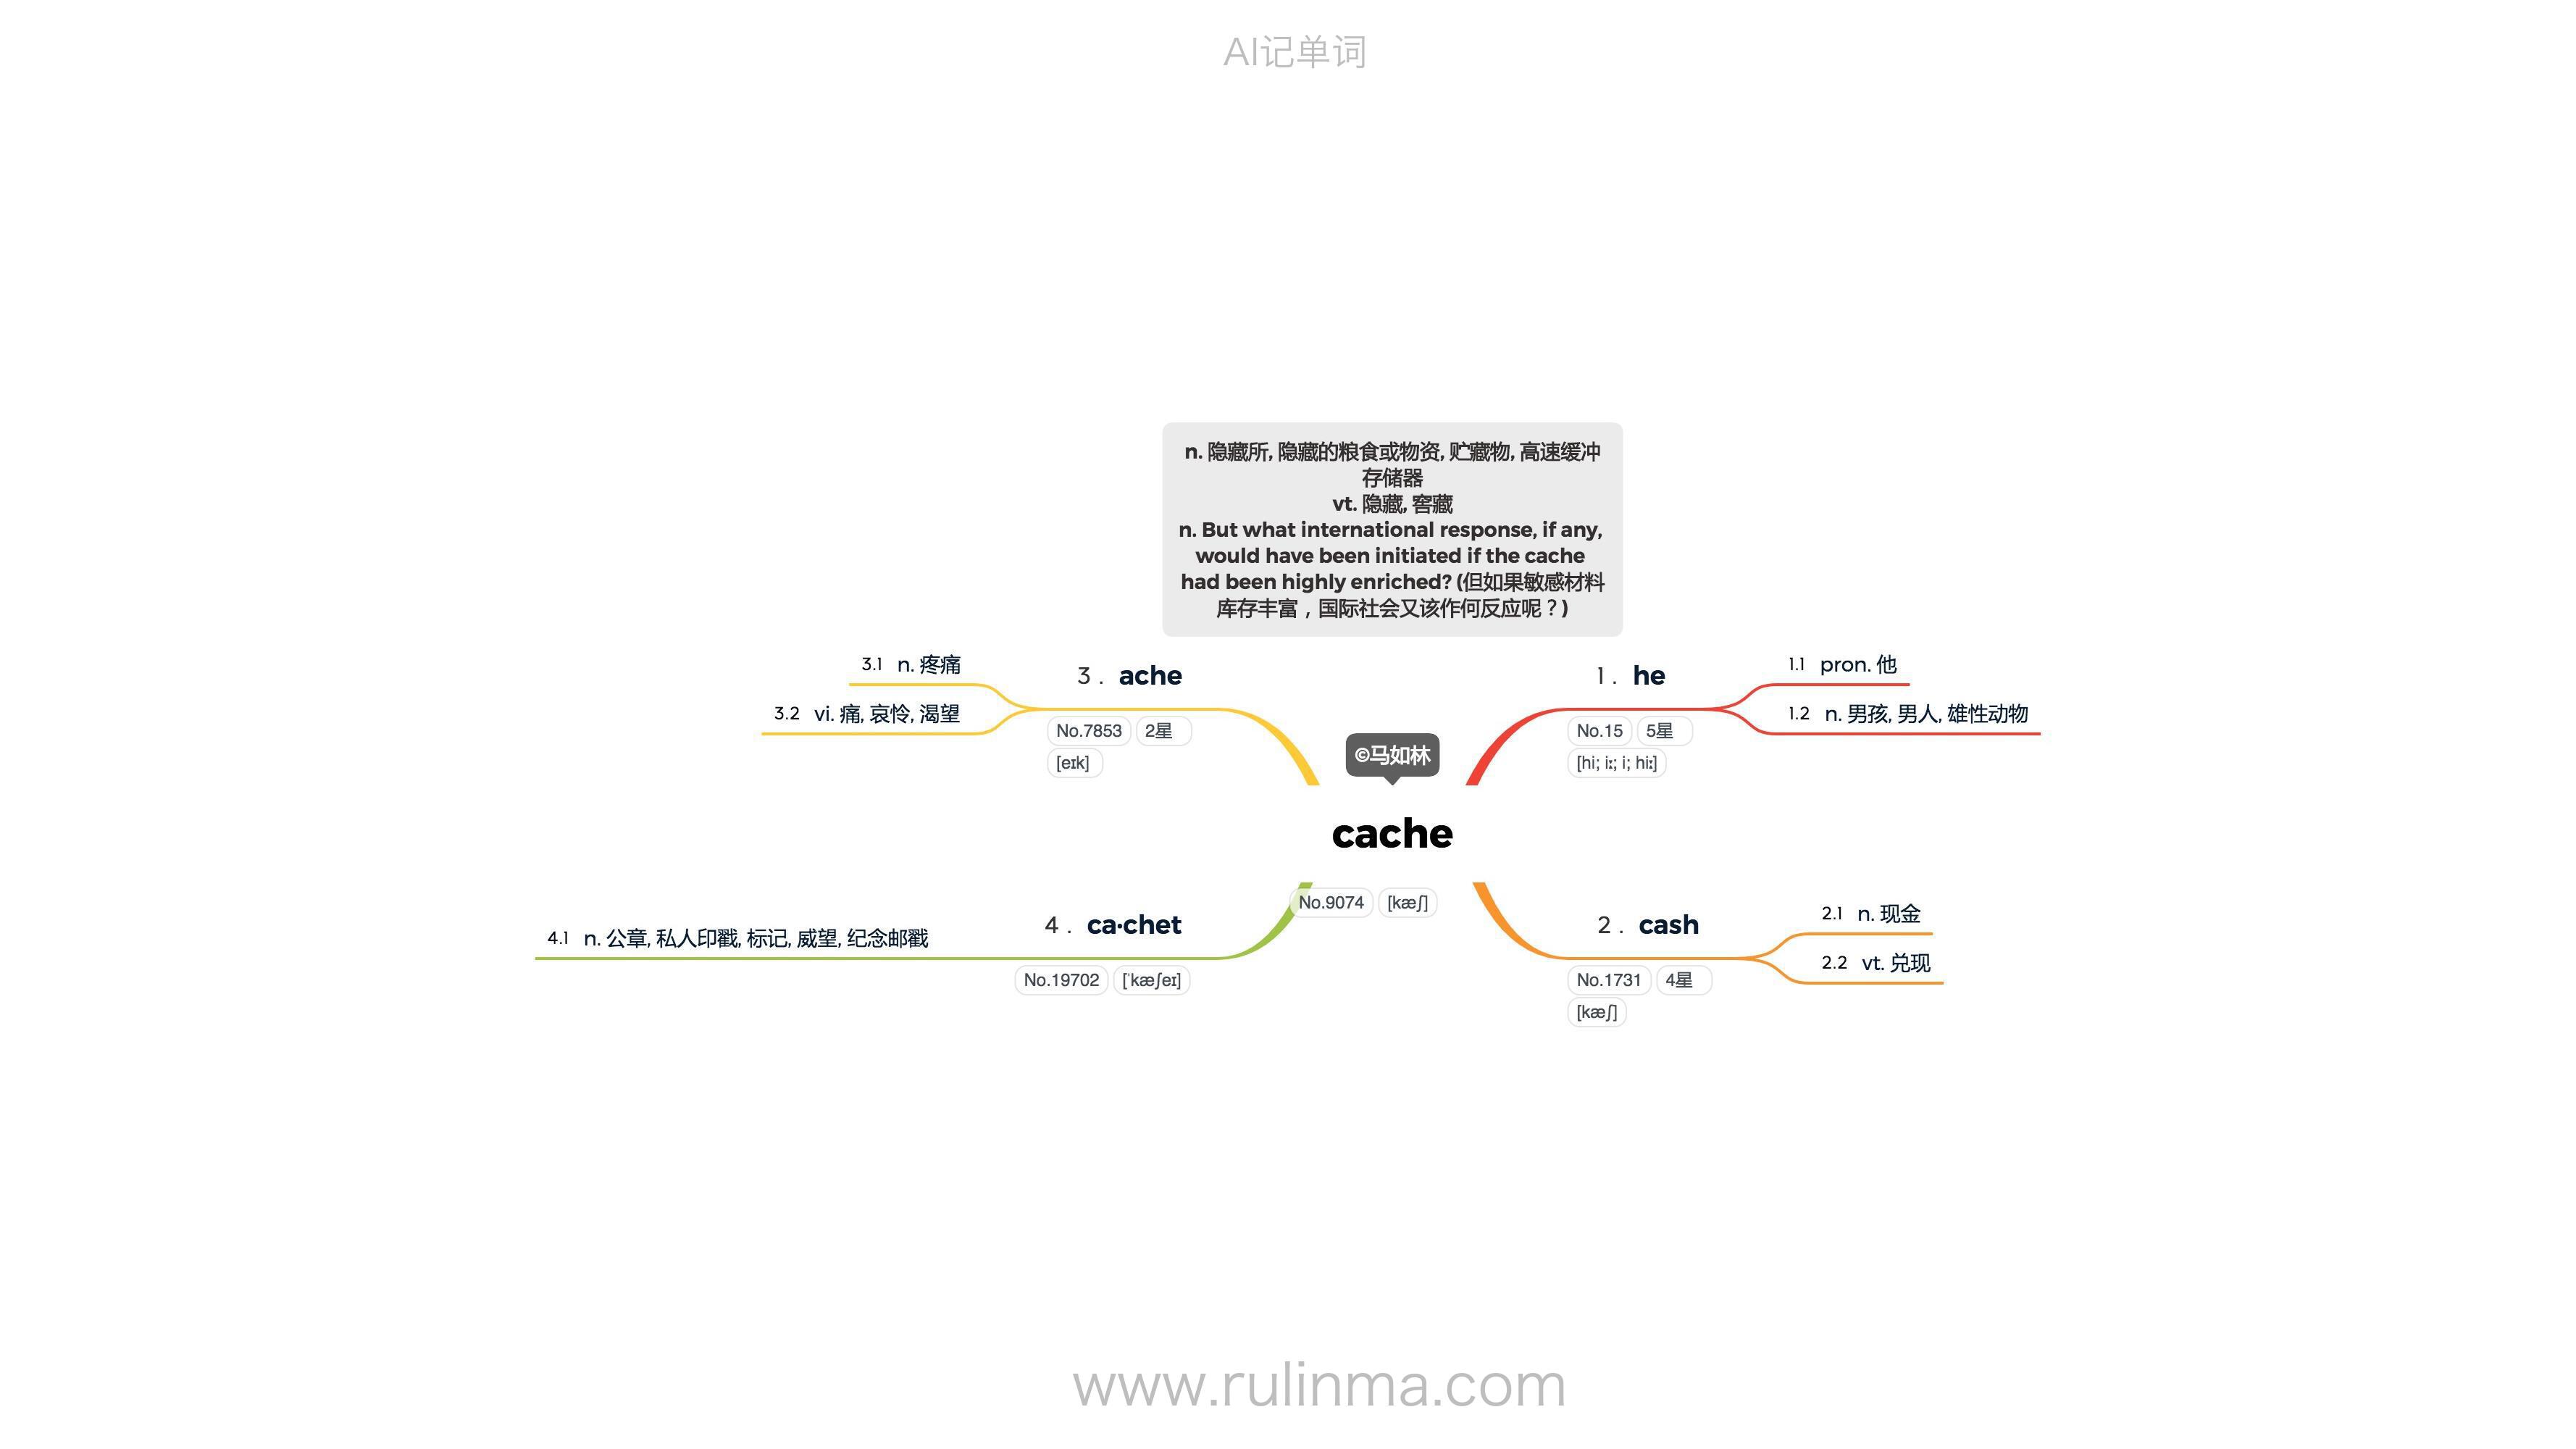 AI记单词
n. 隐藏所, 隐藏的粮食或物资, 贮藏物, 高速缓冲
存储器
vt. 隐藏, 窖藏
n. But what international response, if any,
would have been initiated if the cache
had been highly enriched? (但如果敏感材料
库存丰富，国际社会又该作何反应呢？)
©马如林
cache
No.9074 [kæʃ]
1 . he
No.15 5星
[hi; iː; i; hiː]
1.1 pron. 他
1.2 n. 男孩, 男人, 雄性动物
2 . cash
No.1731 4星
[kæʃ]
2.1 n. 现金
2.2 vt. 兑现
3 . ache
No.7853 2星
[eɪk]
3.1 n. 疼痛
3.2 vi. 痛, 哀怜, 渴望
4 . ca·chet
No.19702 [ˈkæʃeɪ]
4.1 n. 公章, 私人印戳, 标记, 威望, 纪念邮戳
www.rulinma.com